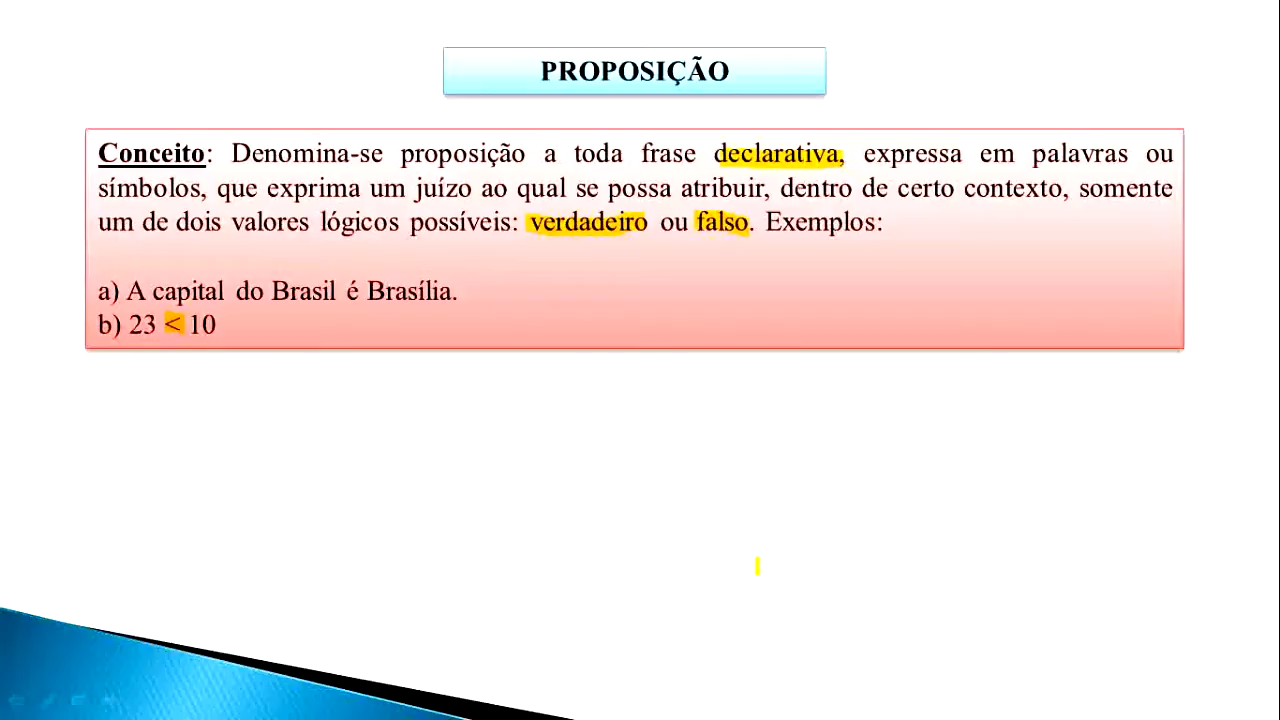 PROPOSIÇÃO
Conceito: Denomina-se proposição a toda frase declarativa, expressa em palavras ou
símbolos, que exprima um juízo ao qual se possa atribuir, dentro de certo contexto, somente
um de dois valores lógicos possíveis: verdadeiro ou falso. Exemplos:
a) A capital do Brasil é Brasília.
b) 23 < 10